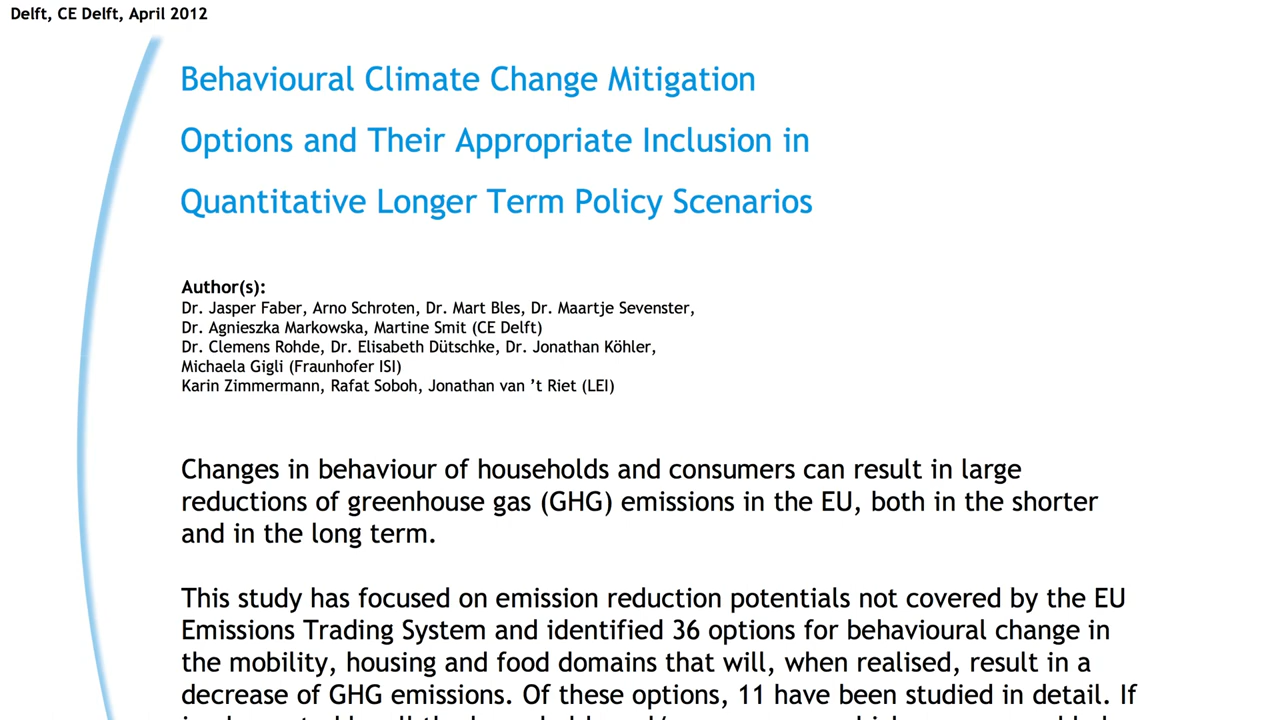 Delft, CE Delft, April 2012
Behavioural Climate Change Mitigation
Options and Their Appropriate Inclusion in
Quantitative Longer Term Policy Scenarios
Author(s):
Dr. Jasper Faber, Arno Schroten, Dr. Mart Bles, Dr. Maartje Sevenster,
Dr. Agnieszka Markowska, Martine Smit (CE Delft)
Dr. Clemens Rohde, Dr. Elisabeth Dütschke, Dr. Jonathan Köhler,
Michaela Gigli (Fraunhofer ISI)
Karin Zimmermann, Rafat Soboh, Jonathan van ’t Riet (LEI)
Changes in behaviour of households and consumers can result in large
reductions of greenhouse gas (GHG) emissions in the EU, both in the shorter
and in the long term.
This study has focused on emission reduction potentials not covered by the EU
Emissions Trading System and identified 36 options for behavioural change in
the mobility, housing and food domains that will, when realised, result in a
decrease of GHG emissions. Of these options, 11 have been studied in detail. If